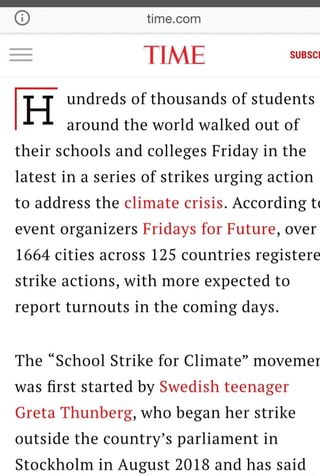 time.com
TIME
SUBSC
Hundreds of thousands of students
around the world walked out of
their schools and colleges Friday in the
latest in a series of strikes urging action
to address the climate crisis. According t
event organizers Fridays for Future, over
1664 cities across 125 countries registere
strike actions, with more expected to
report turnouts in the coming days.
The “School Strike for Climate” movemer
was first started by Swedish teenager
Greta Thunberg, who began her strike
outside the country’s parliament in
Stockholm in August 2018 and has said